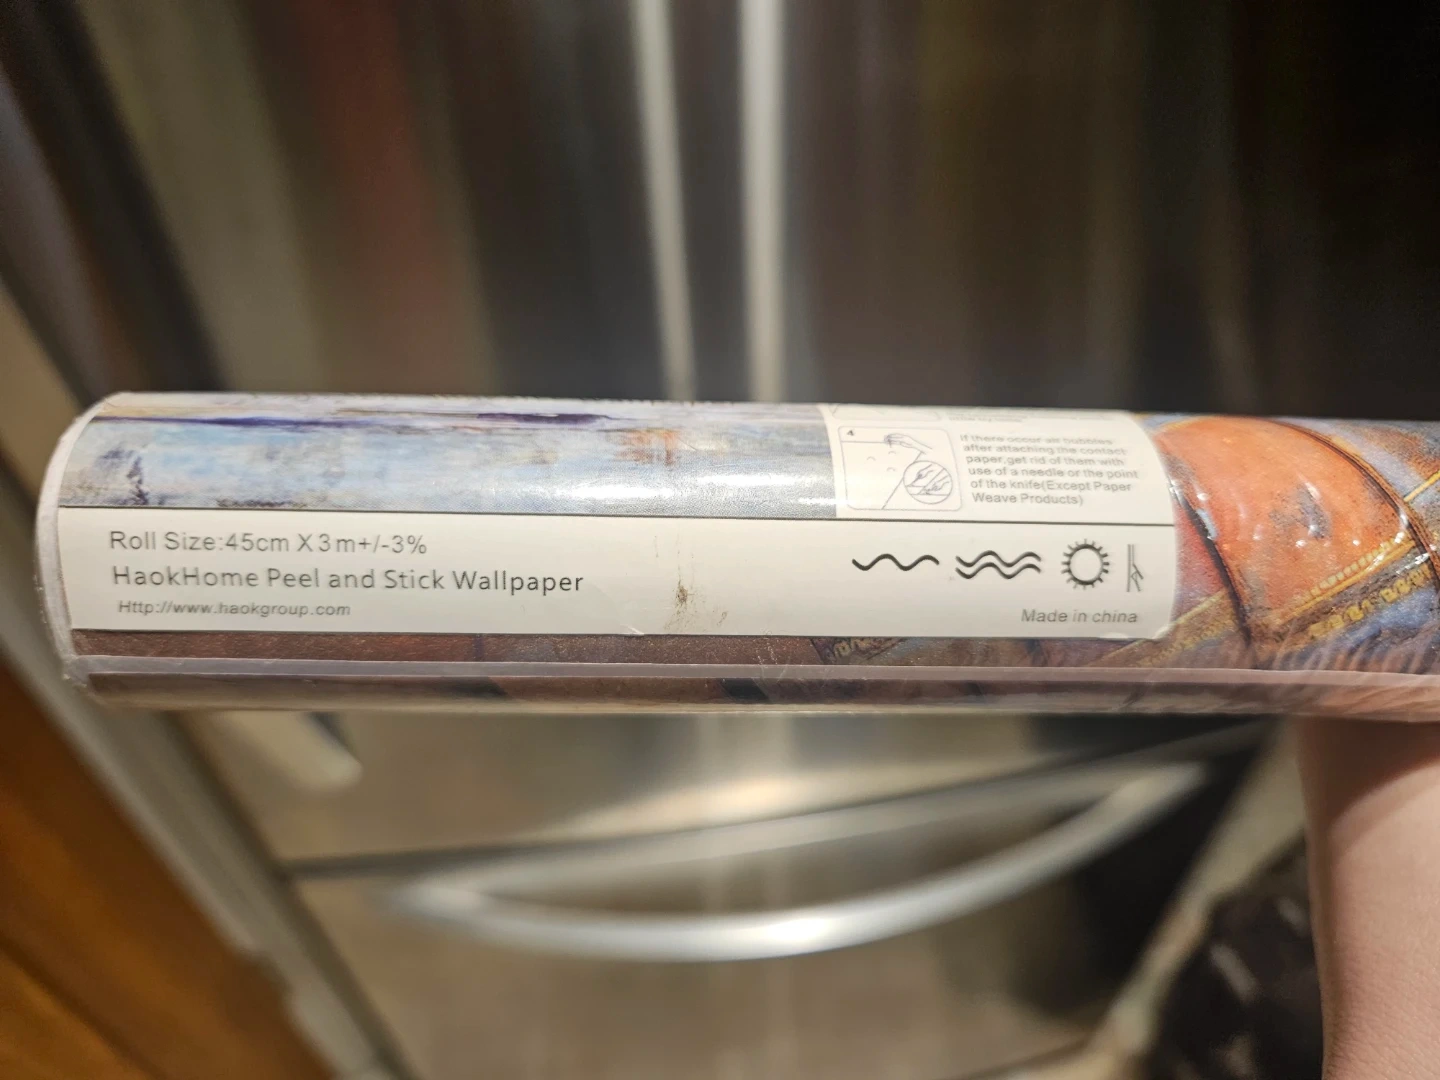 4
If there occur air bubbles
after attaching the contact
paper,get rid of them with
use of a needle or the point
of the knife(Except Paper
Weave Products)
Roll Size:45cm X3m+/-3%
HaokHome Peel and Stick Wallpaper
Http://www.haokgroup.com
Made in china